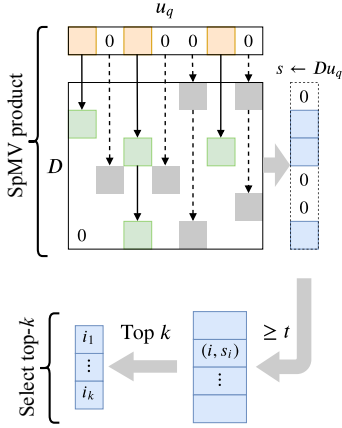 u_q
0 0 0 0
SpMV product
D
s ← Du_q
0
0
0
0
Select top-k
i_1
⋮
i_k
Top k
(i, s_i)
⋮
≥ t